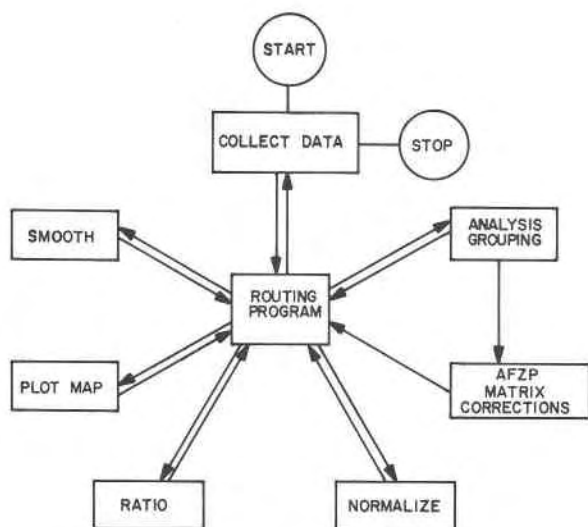 START
COLLECT DATA
STOP
SMOOTH
ANALYSIS
GROUPING
ROUTING
PROGRAM
PLOT MAP
AFZP
MATRIX
CORRECTIONS
RATIO
NORMALIZE